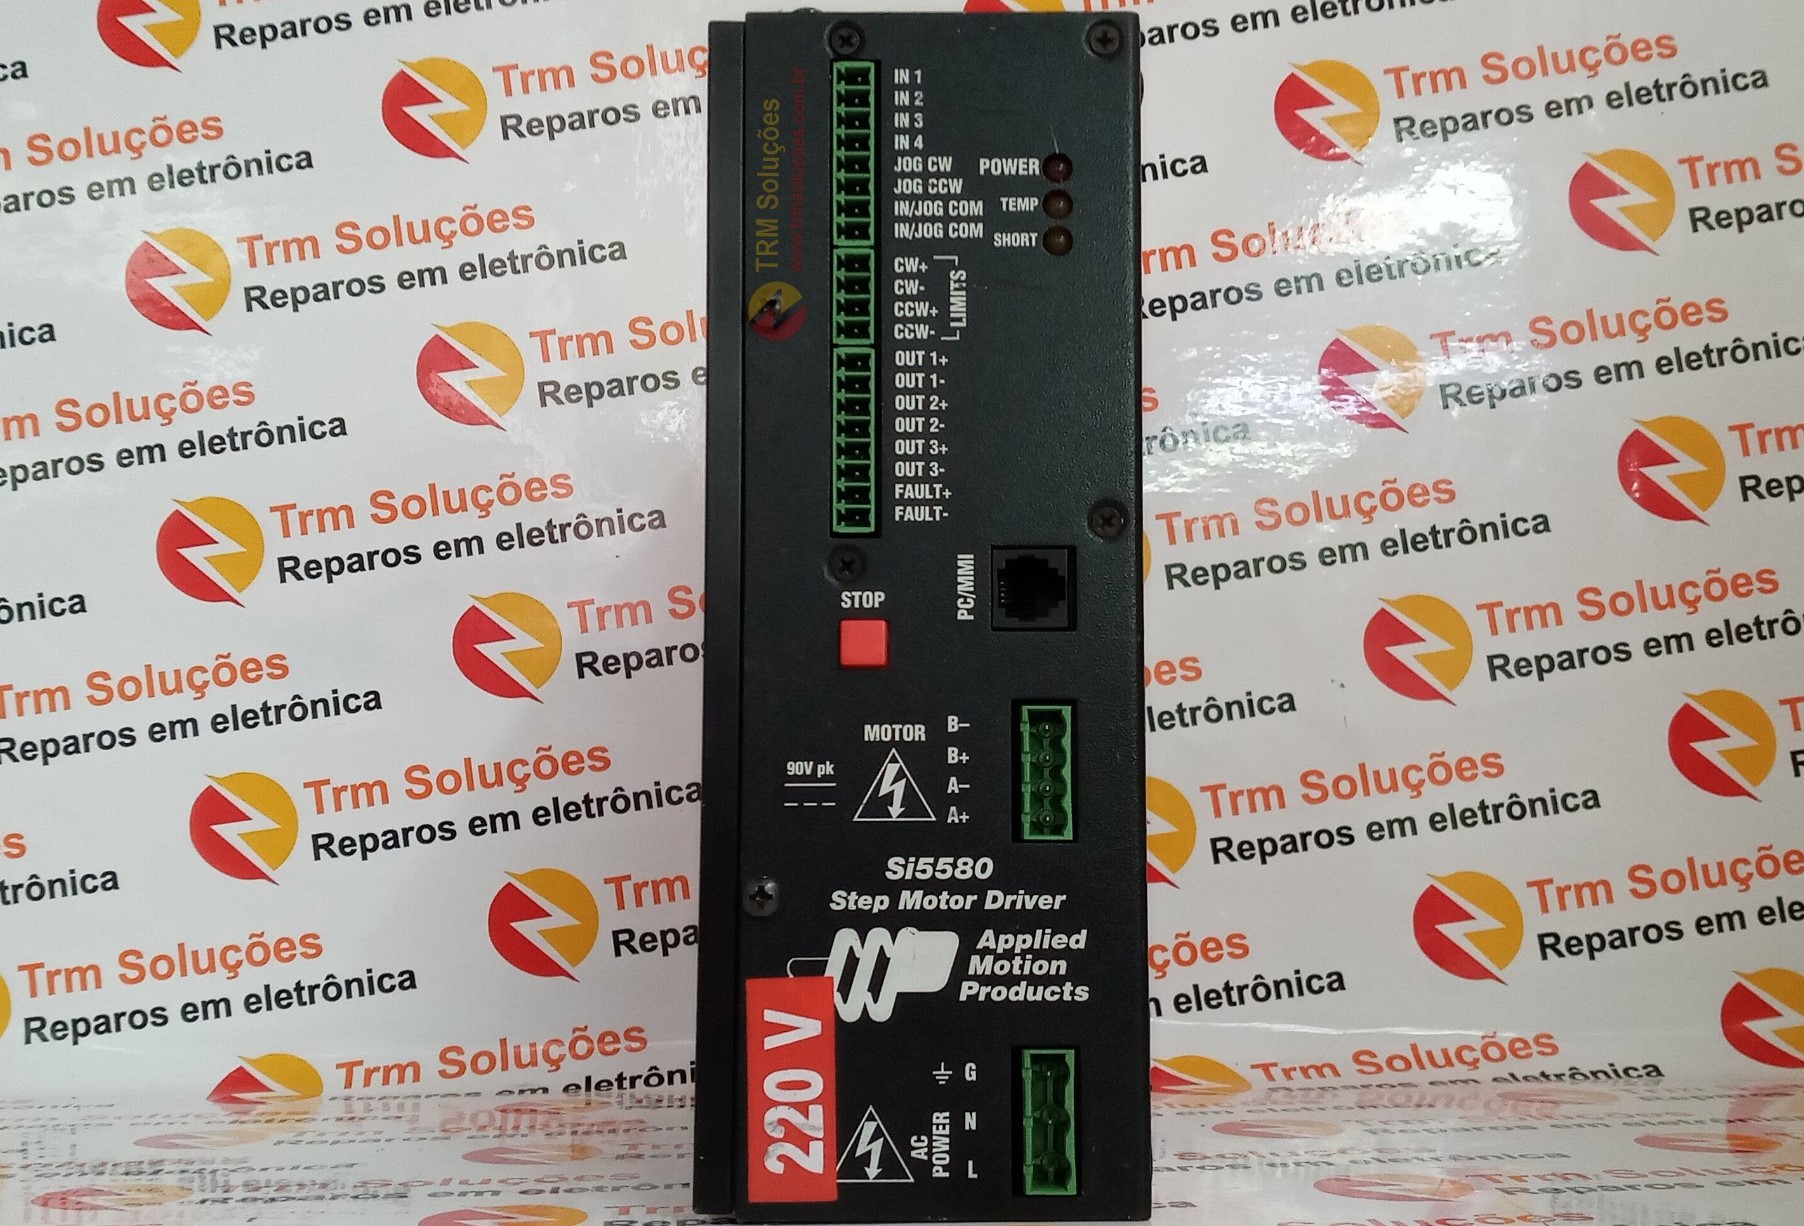 Trm Soluções
Reparos em eletrônica
TRM Soluções
IN 1
IN 2
IN 3
IN 4
JOG CW
JOG CCW
IN/JOG COM
IN/JOG COM
POWER
TEMP
SHORT
CW+
CW-
CCW+
CCW-
LIMITS
OUT 1+
OUT 1-
OUT 2+
OUT 2-
OUT 3+
OUT 3-
FAULT+
FAULT-
PC/MMI
STOP
MOTOR
90V pk
B–
B+
A–
A+
Si5580
Step Motor Driver
Applied
Motion
Products
220 V
G
N
L
AC
POWER